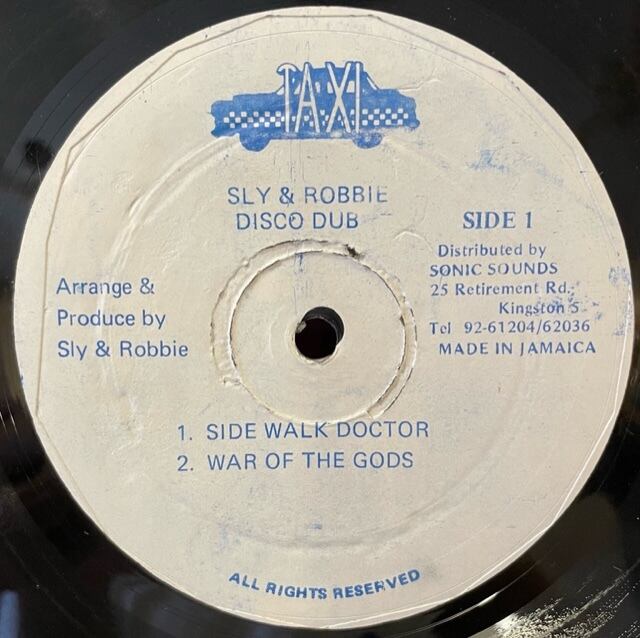 TAXI
SLY & ROBBIE
DISCO DUB
SIDE 1
Distributed by
SONIC SOUNDS
25 Retirement Rd.,
Kingston 5
Tel 92-61204/62036
MADE IN JAMAICA
Arrange &
Produce by
Sly & Robbie
1. SIDE WALK DOCTOR
2. WAR OF THE GODS
ALL RIGHTS RESERVED